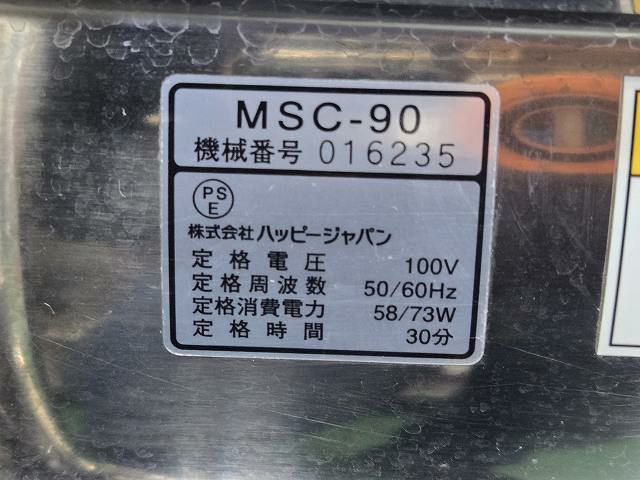 MSC-90
機械番号 016235
PS
E
株式会社ハッピージャパン
定格電圧 100V
定格周波数 50/60Hz
定格消費電力 58/73W
定格時間 30分